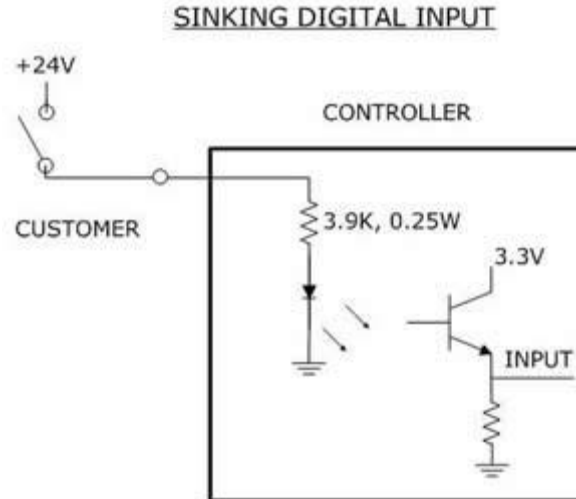 SINKING DIGITAL INPUT
+24V
CONTROLLER
CUSTOMER
3.9K, 0.25W
3.3V
INPUT